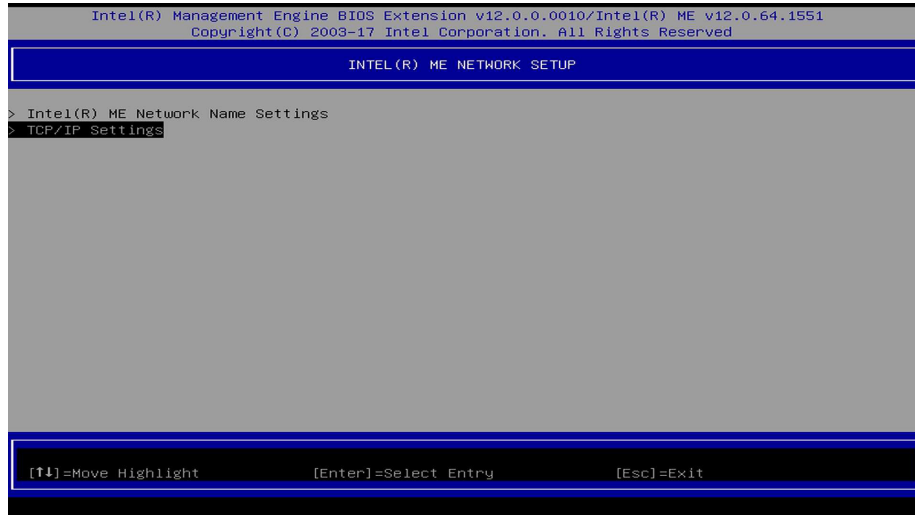 Intel(R) Management Engine BIOS Extension v12.0.0.0010/Intel(R) ME v12.0.64.1551
Copyright(C) 2003-17 Intel Corporation. All Rights Reserved
INTEL(R) ME NETWORK SETUP
> Intel(R) ME Network Name Settings
> TCP/IP Settings
[↑↓]=Move Highlight [Enter]=Select Entry [Esc]=Exit